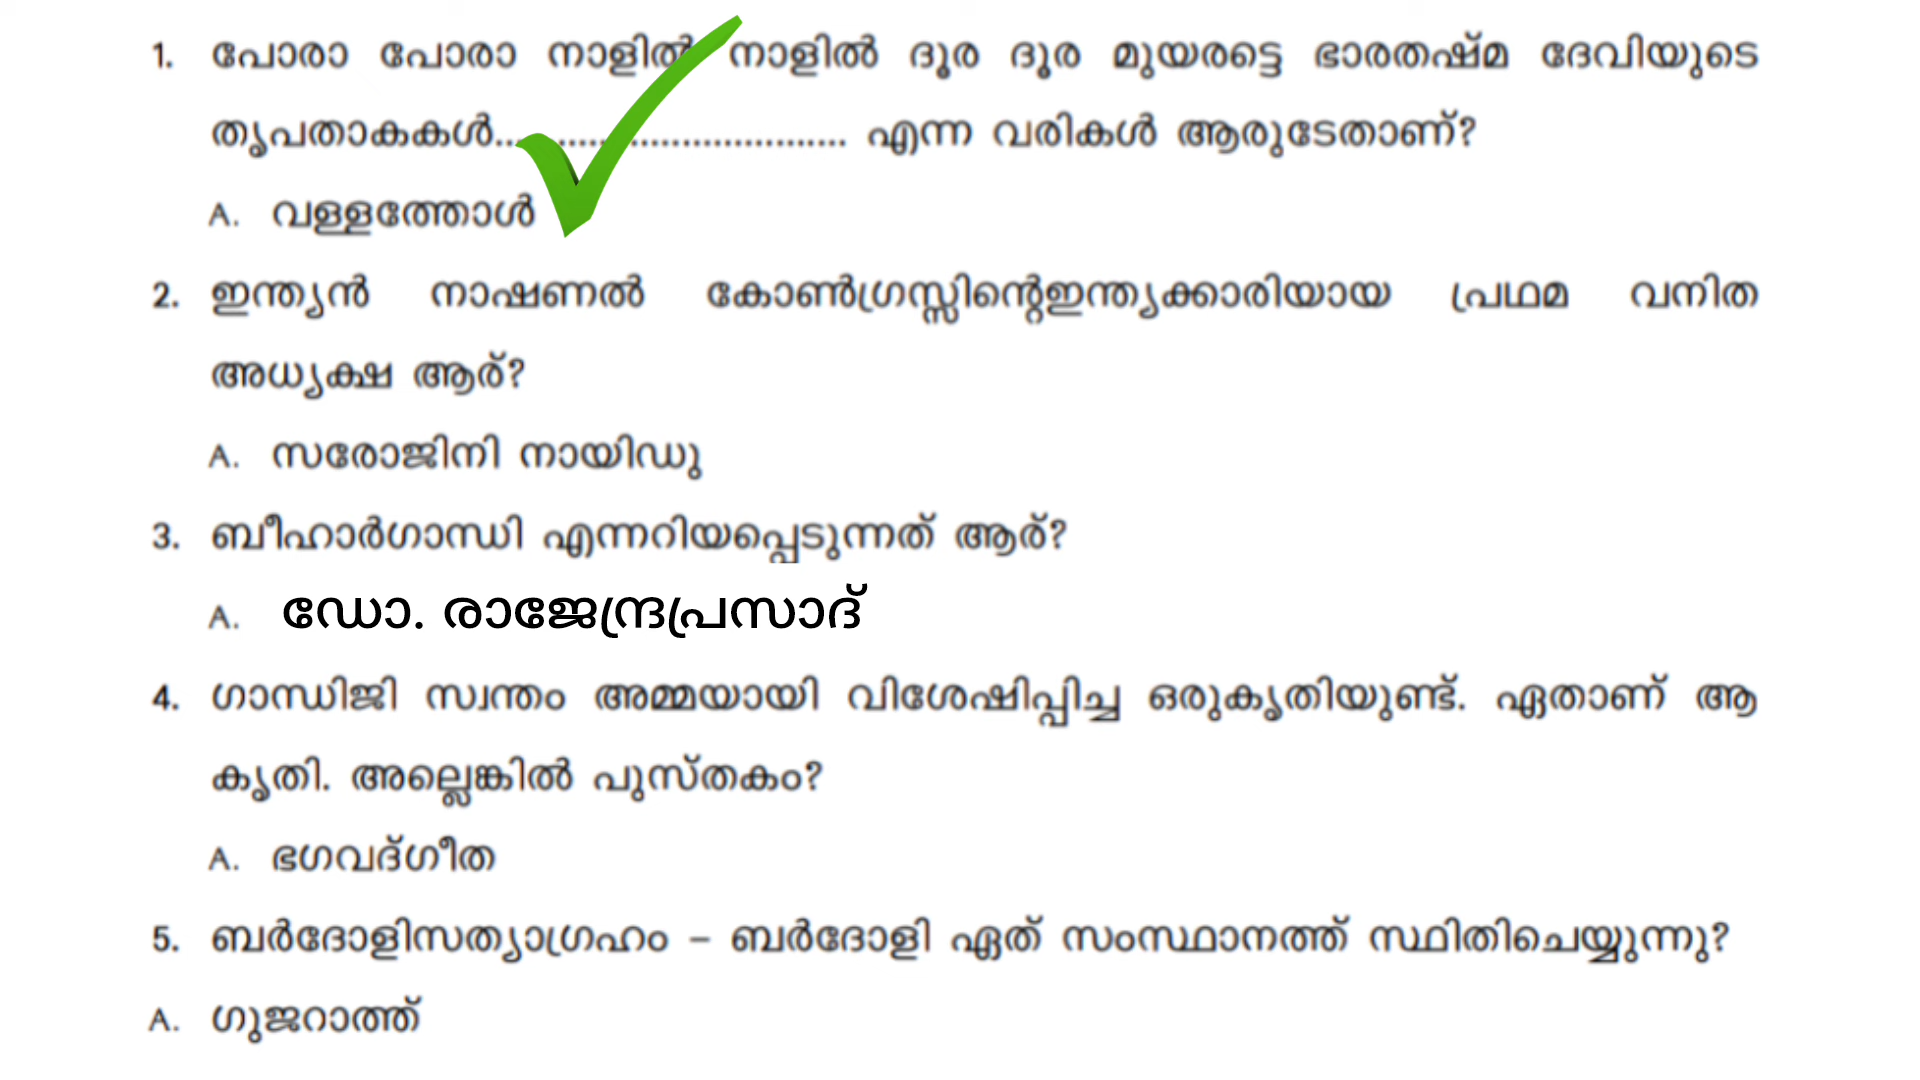 1. പോരാ പോരാ നാളിൽ നാളിൽ ദൂര ദൂര മുയരട്ടെ ഭാരതഷ്മ ദേവിയുടെ
തൃപതാകകൾ.................................. എന്ന വരികൾ ആരുടേതാണ്?
A. വള്ളത്തോൾ
2. ഇന്ത്യൻ നാഷണൽ കോൺഗ്രസ്സിന്റെഇന്ത്യക്കാരിയായ പ്രഥമ വനിത
അധ്യക്ഷ ആര്?
A. സരോജിനി നായിഡു
3. ബീഹാർഗാന്ധി എന്നറിയപ്പെടുന്നത് ആര്?
A. ഡോ. രാജേന്ദ്രപ്രസാദ്
4. ഗാന്ധിജി സ്വന്തം അമ്മയായി വിശേഷിപ്പിച്ച ഒരുകൃതിയുണ്ട്. ഏതാണ് ആ
കൃതി. അല്ലെങ്കിൽ പുസ്തകം?
A. ഭഗവദ്ഗീത
5. ബർദോളിസത്യാഗ്രഹം – ബർദോളി ഏത് സംസ്ഥാനത്ത് സ്ഥിതിചെയ്യുന്നു?
A. ഗുജറാത്ത്